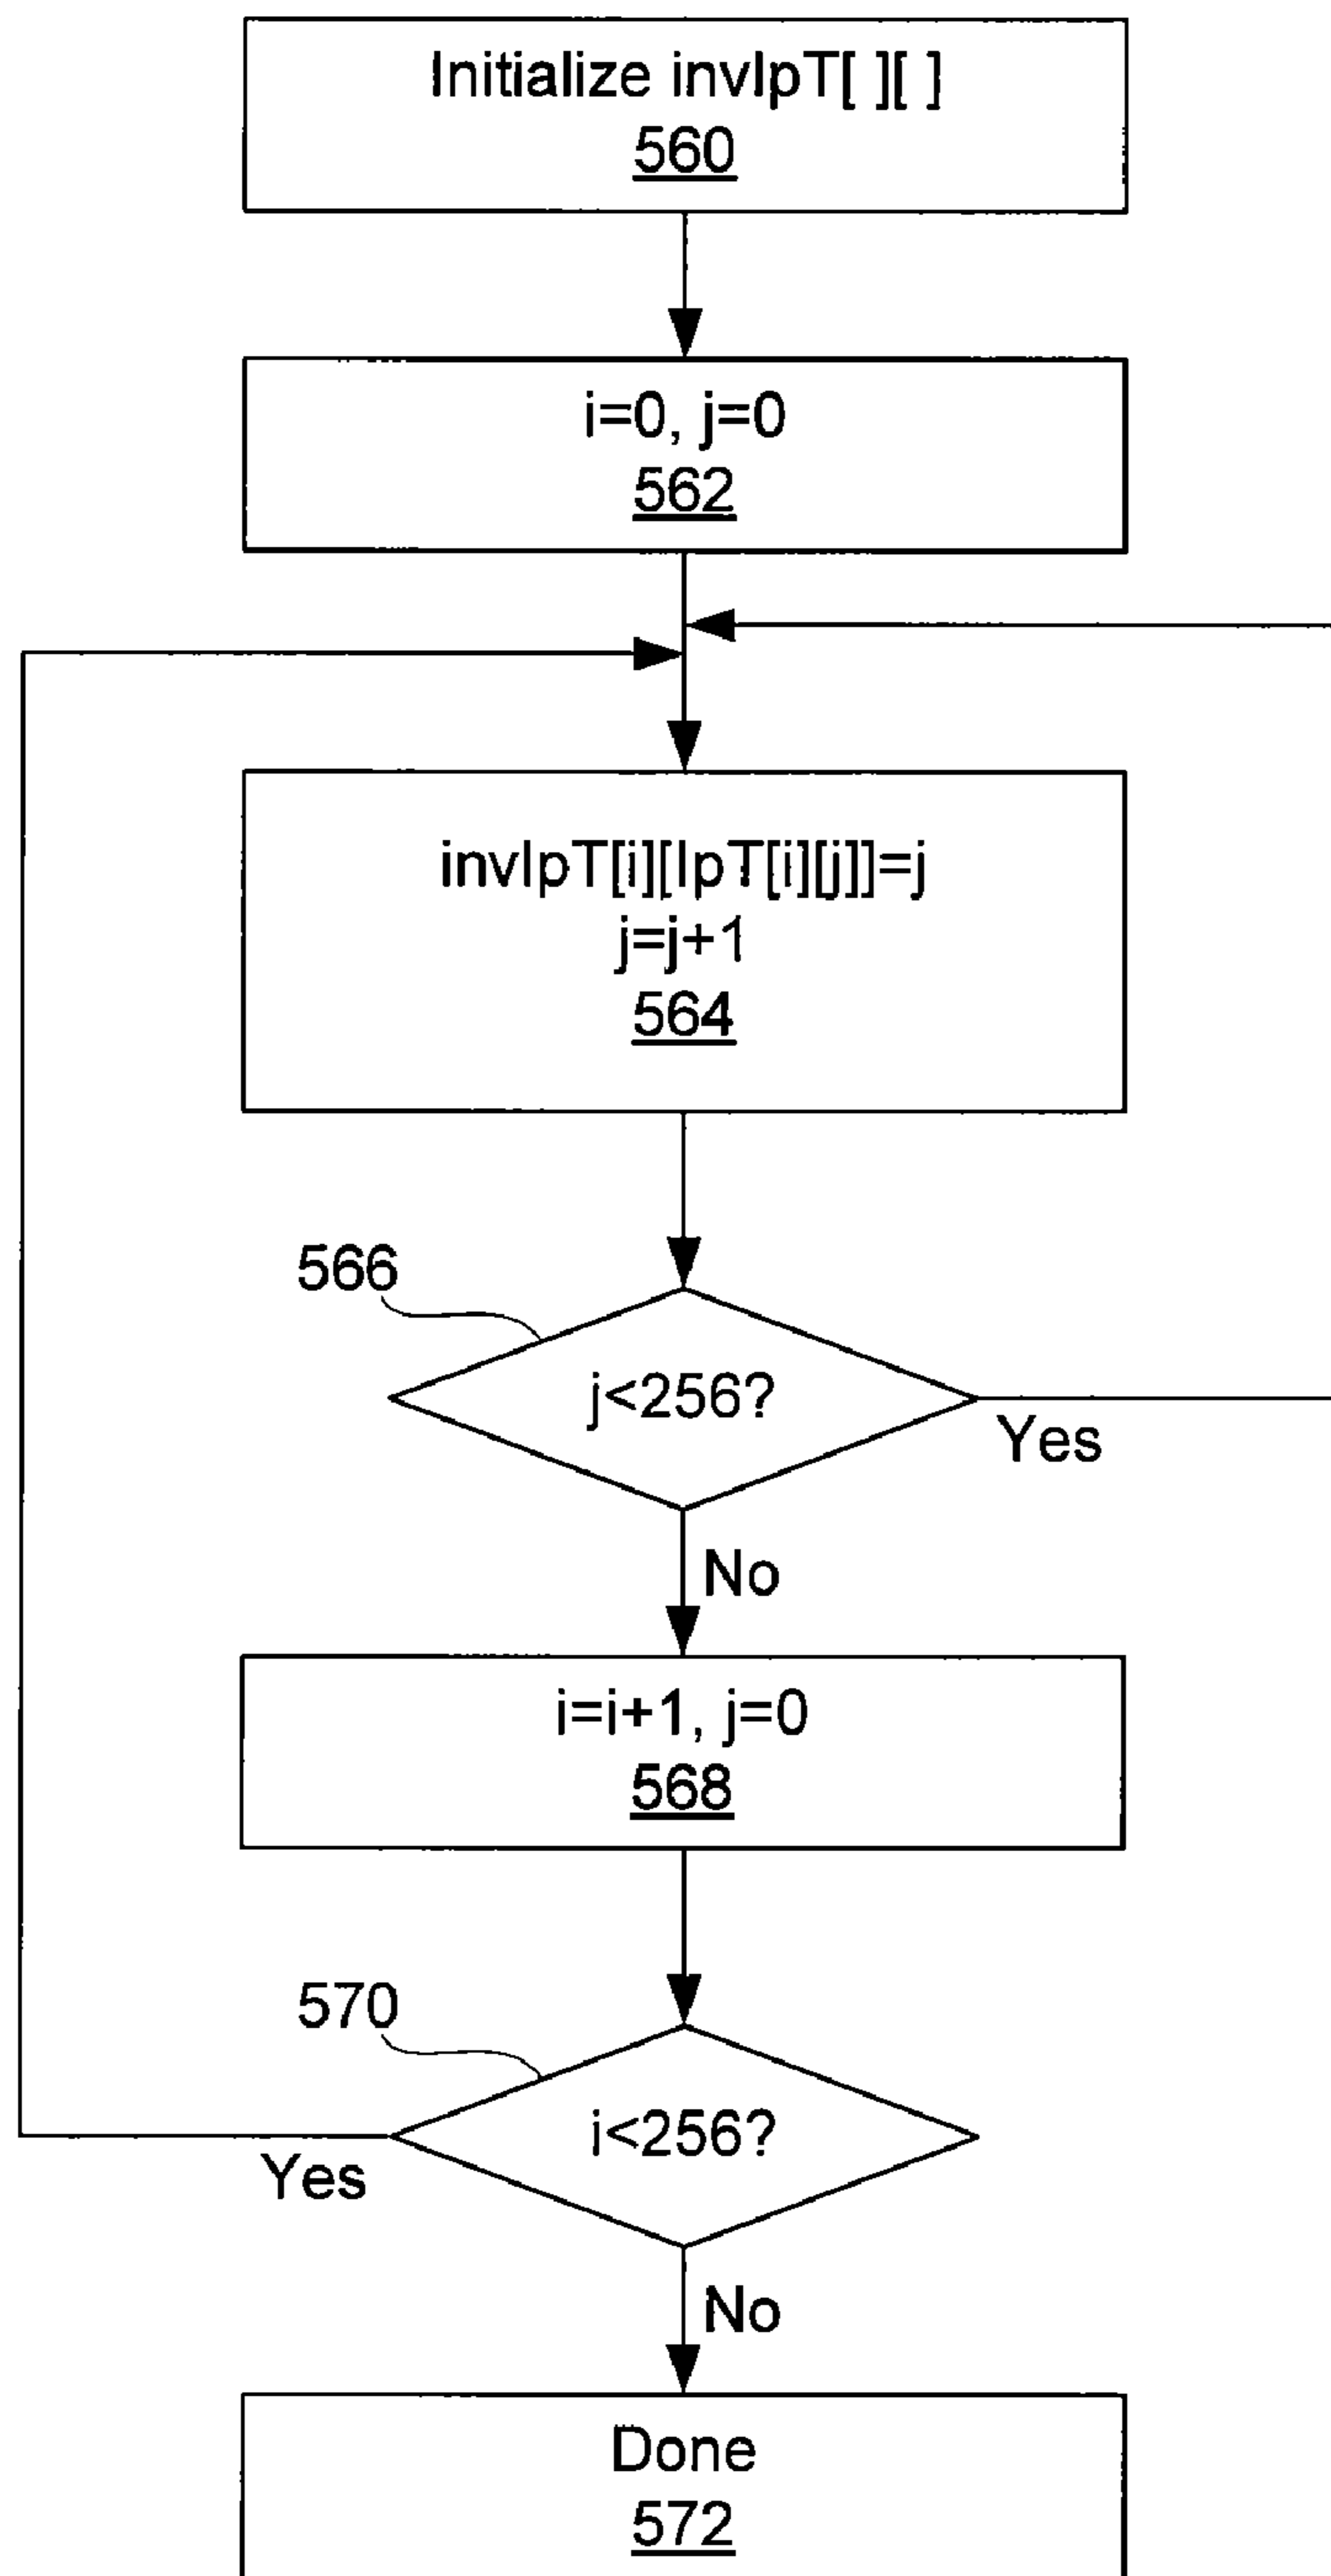 Initialize invIpT[ ][ ]
560
i=0, j=0
562
invIpT[i][IpT[i][j]]=j
j=j+1
564
566
j<256?
Yes
No
i=i+1, j=0
568
570
i<256?
Yes
No
Done
572